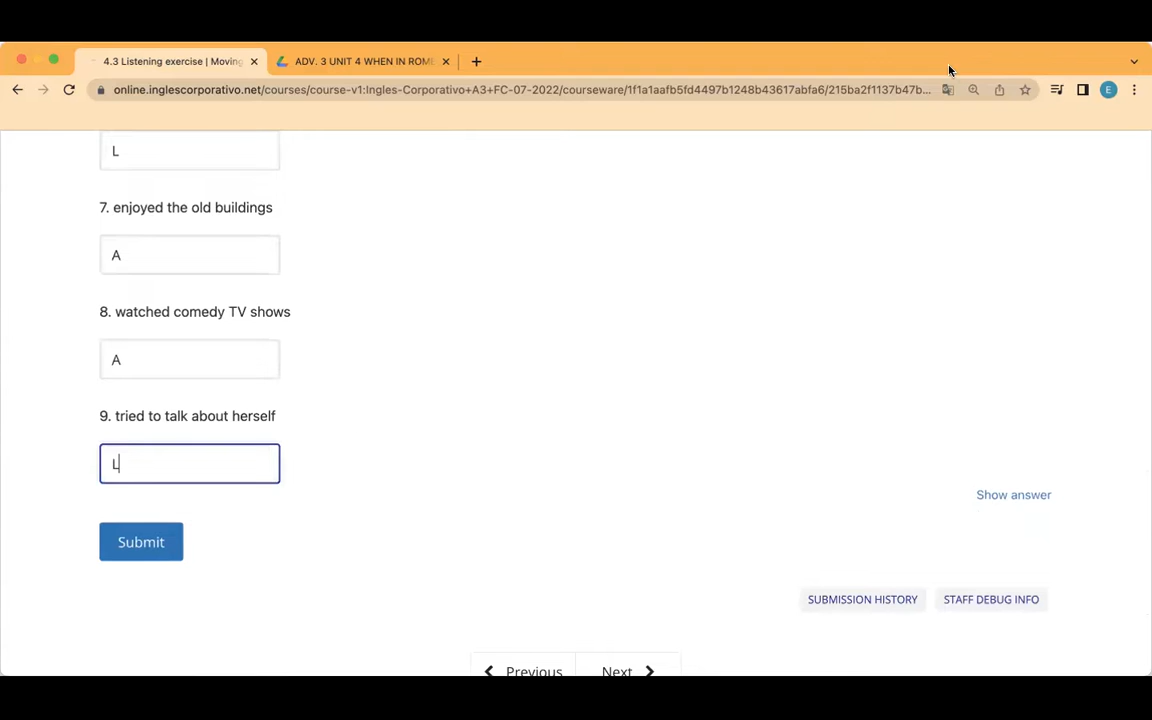 4.3 Listening exercise | Moving
ADV. 3 UNIT 4 WHEN IN ROME
online.inglescorporativo.net/courses/course-v1:Ingles-Corporativo+A3+FC-07-2022/courseware/1f1a1aafb5fd4497b1248b43617abfa6/215ba2f1137b47b...
E
L
7. enjoyed the old buildings
A
8. watched comedy TV shows
A
9. tried to talk about herself
L
Show answer
Submit
SUBMISSION HISTORY
STAFF DEBUG INFO
Previous
Next